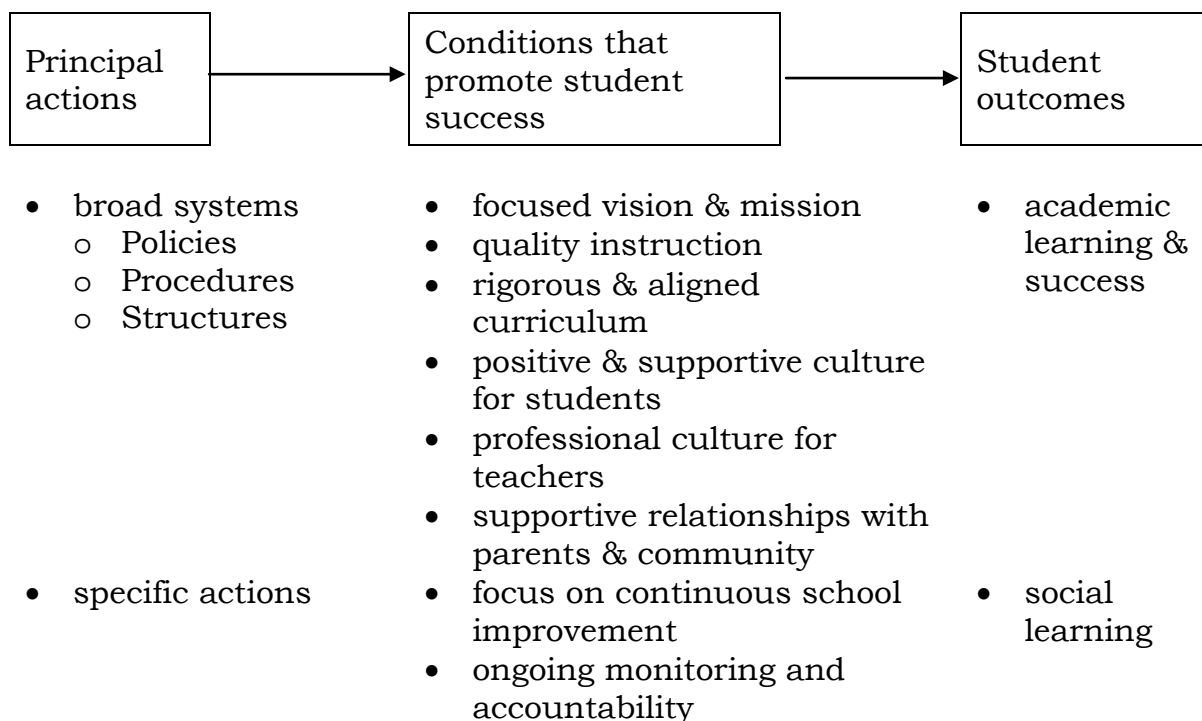 Principal
actions
Conditions that
promote student
success
Student
outcomes
• broad systems
o Policies
o Procedures
o Structures
• specific actions
• focused vision & mission
• quality instruction
• rigorous & aligned
curriculum
• positive & supportive culture
for students
• professional culture for
teachers
• supportive relationships with
parents & community
• focus on continuous school
improvement
• ongoing monitoring and
accountability
• academic
learning &
success
• social
learning